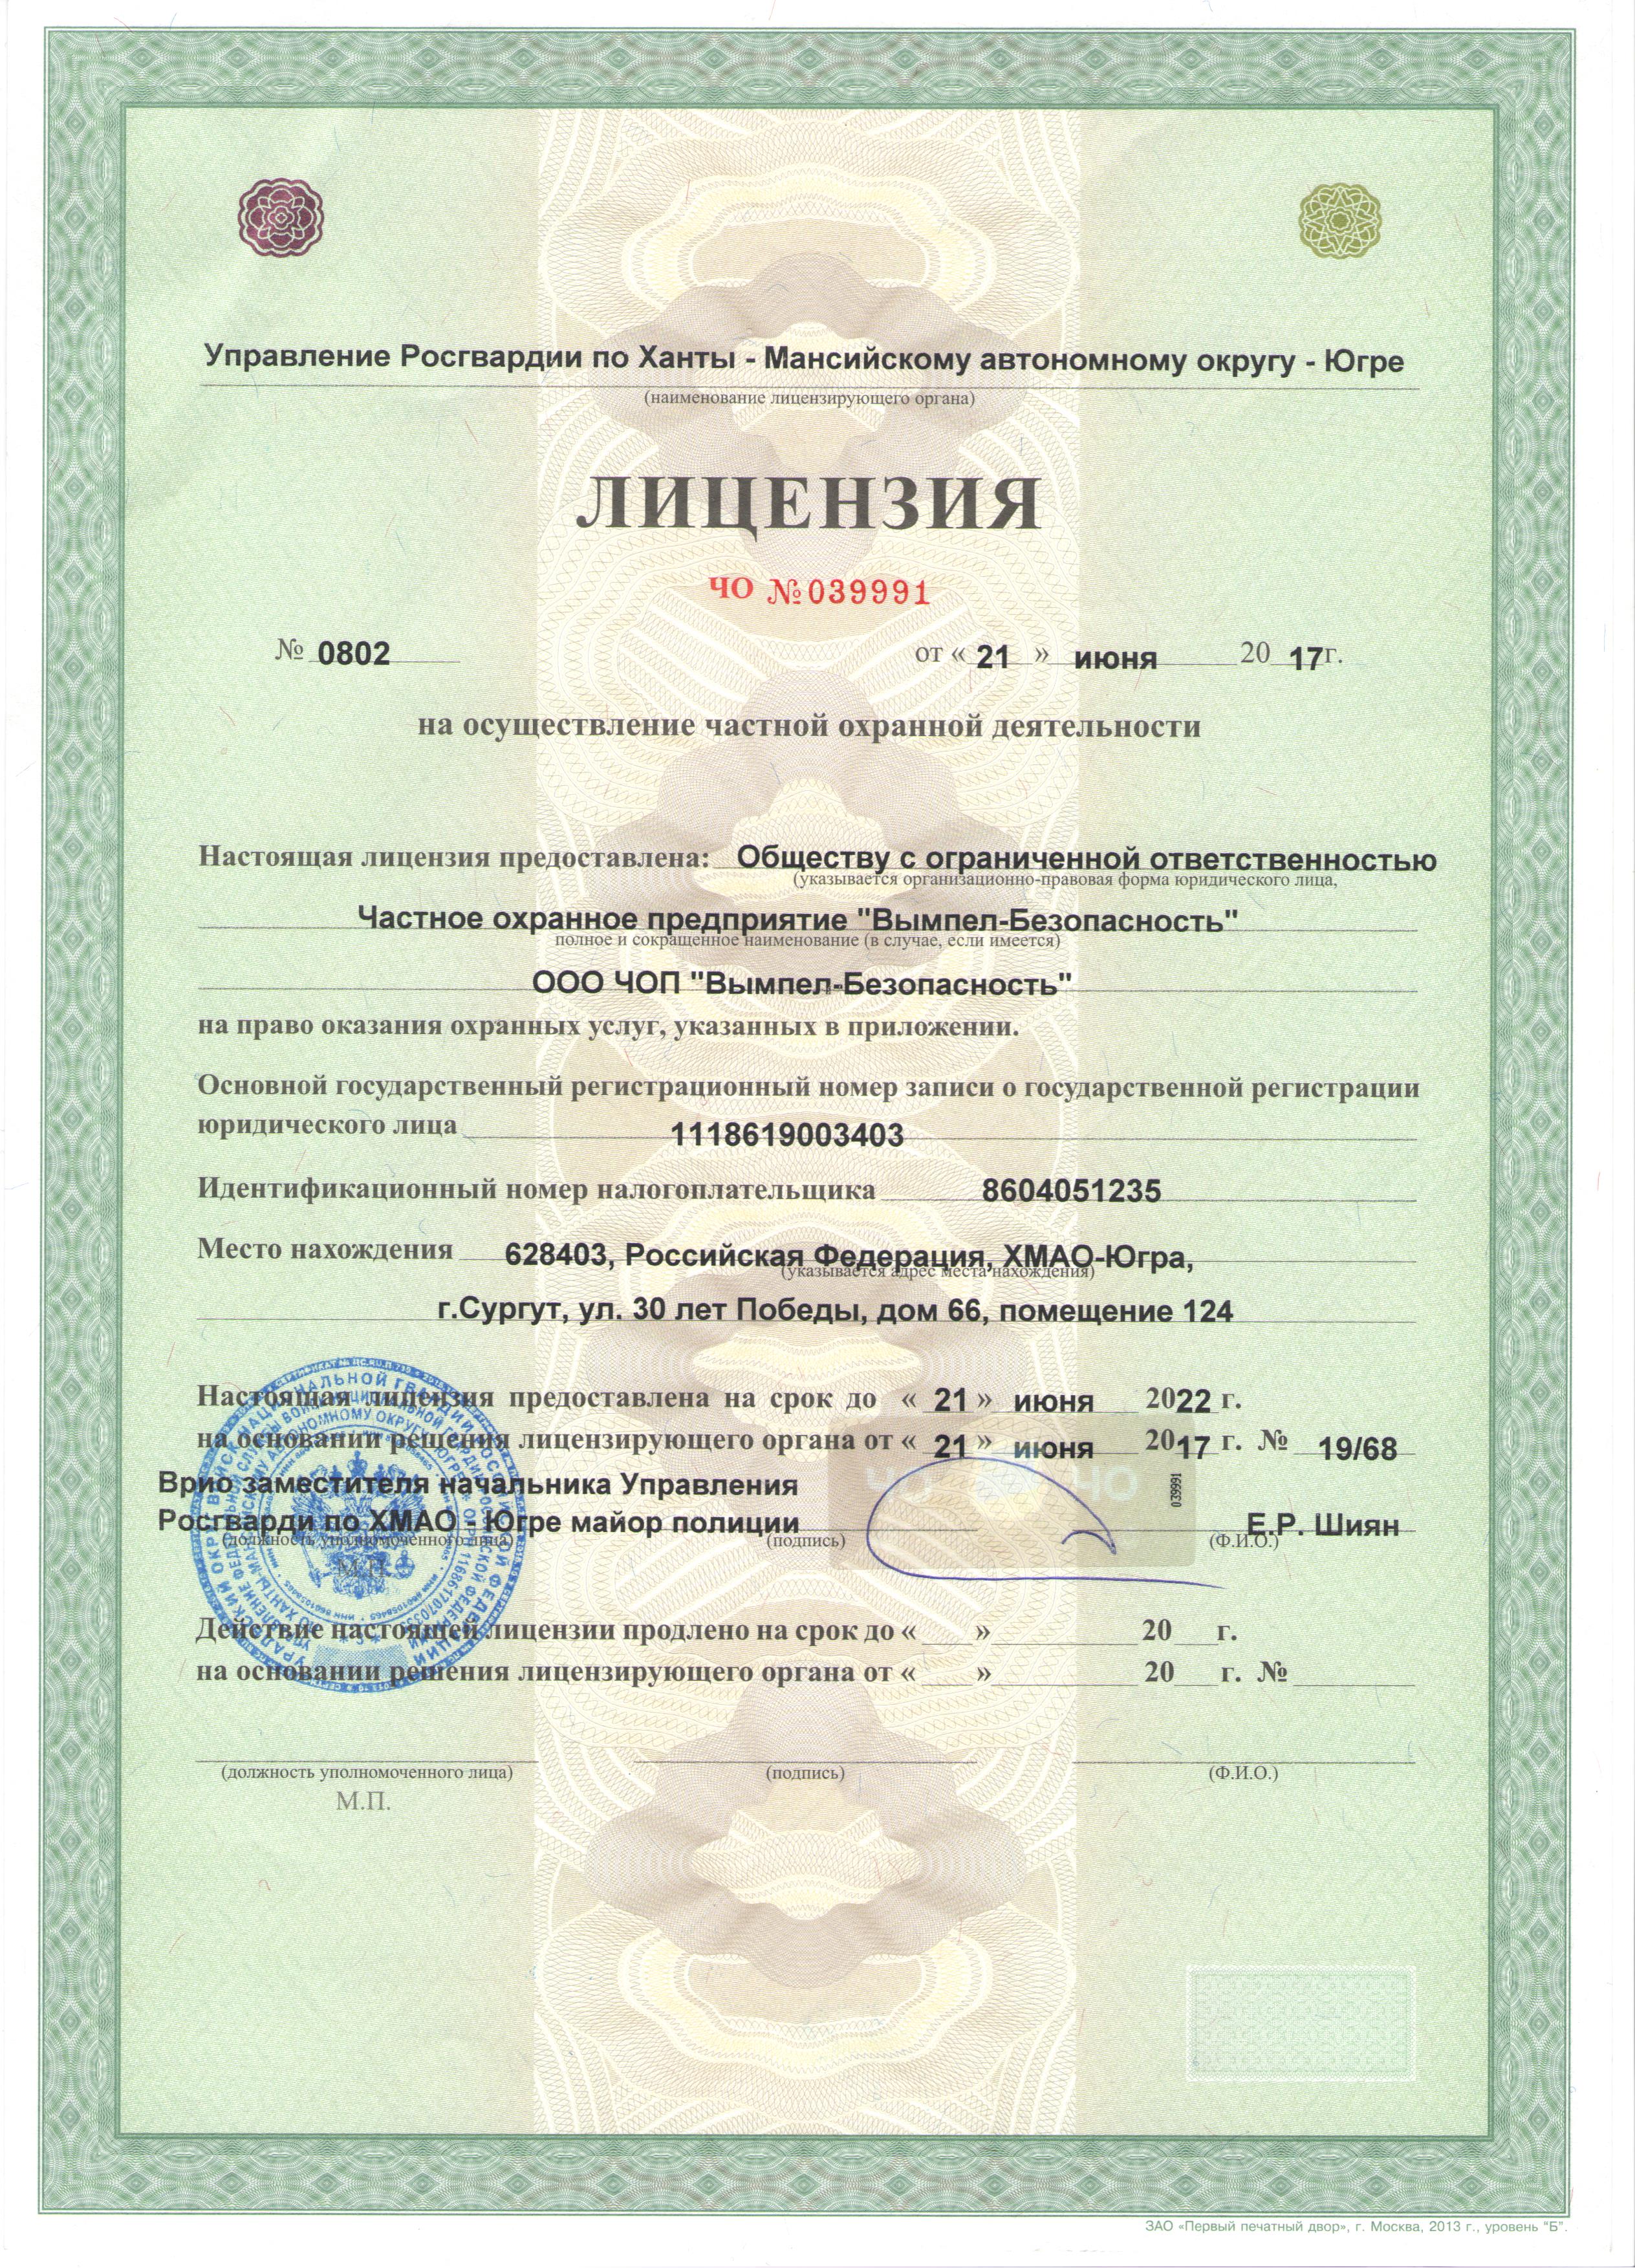 Управление Росгвардии по Ханты - Мансийскому автономному округу - Югре
(наименование лицензирующего органа)
ЛИЦЕНЗИЯ
ЧО №039991
№ 0802 от « 21 » июня 20 17г.
на осуществление частной охранной деятельности
Настоящая лицензия предоставлена: Обществу с ограниченной ответственностью
(указывается организационно-правовая форма юридического лица,
Частное охранное предприятие "Вымпел-Безопасность"
полное и сокращенное наименование (в случае, если имеется)
ООО ЧОП "Вымпел-Безопасность"
на право оказания охранных услуг, указанных в приложении.
Основной государственный регистрационный номер записи о государственной регистрации
юридического лица 1118619003403
Идентификационный номер налогоплательщика 8604051235
Место нахождения 628403, Российская Федерация, ХМАО-Югра,
(указывается адрес места нахождения)
г.Сургут, ул. 30 лет Победы, дом 66, помещение 124
Настоящая лицензия предоставлена на срок до « 21 » июня 2022 г.
на основании решения лицензирующего органа от « 21 » июня 2017 г. № 19/68
Врио заместителя начальника Управления
Росгварди по ХМАО - Югре майор полиции Е.Р. Шиян
(должность уполномоченного лица) (подпись) (Ф.И.О.)
М.П.
ЧО ЧО
039991
Действие настоящей лицензии продлено на срок до « » 20 г.
на основании решения лицензирующего органа от « » 20 г. №
(должность уполномоченного лица) (подпись) (Ф.И.О.)
М.П.
ЗАО «Первый печатный двор», г. Москва, 2013 г., уровень "Б".